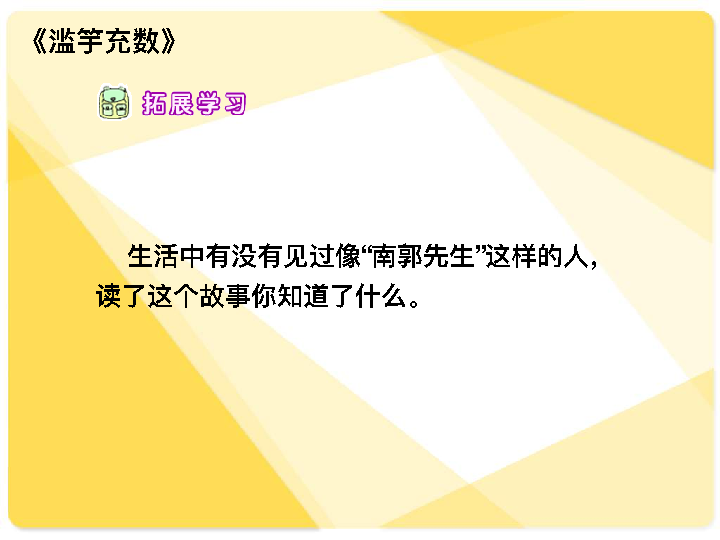 《滥竽充数》
拓展学习
生活中有没有见过像“南郭先生”这样的人，
读了这个故事你知道了什么。